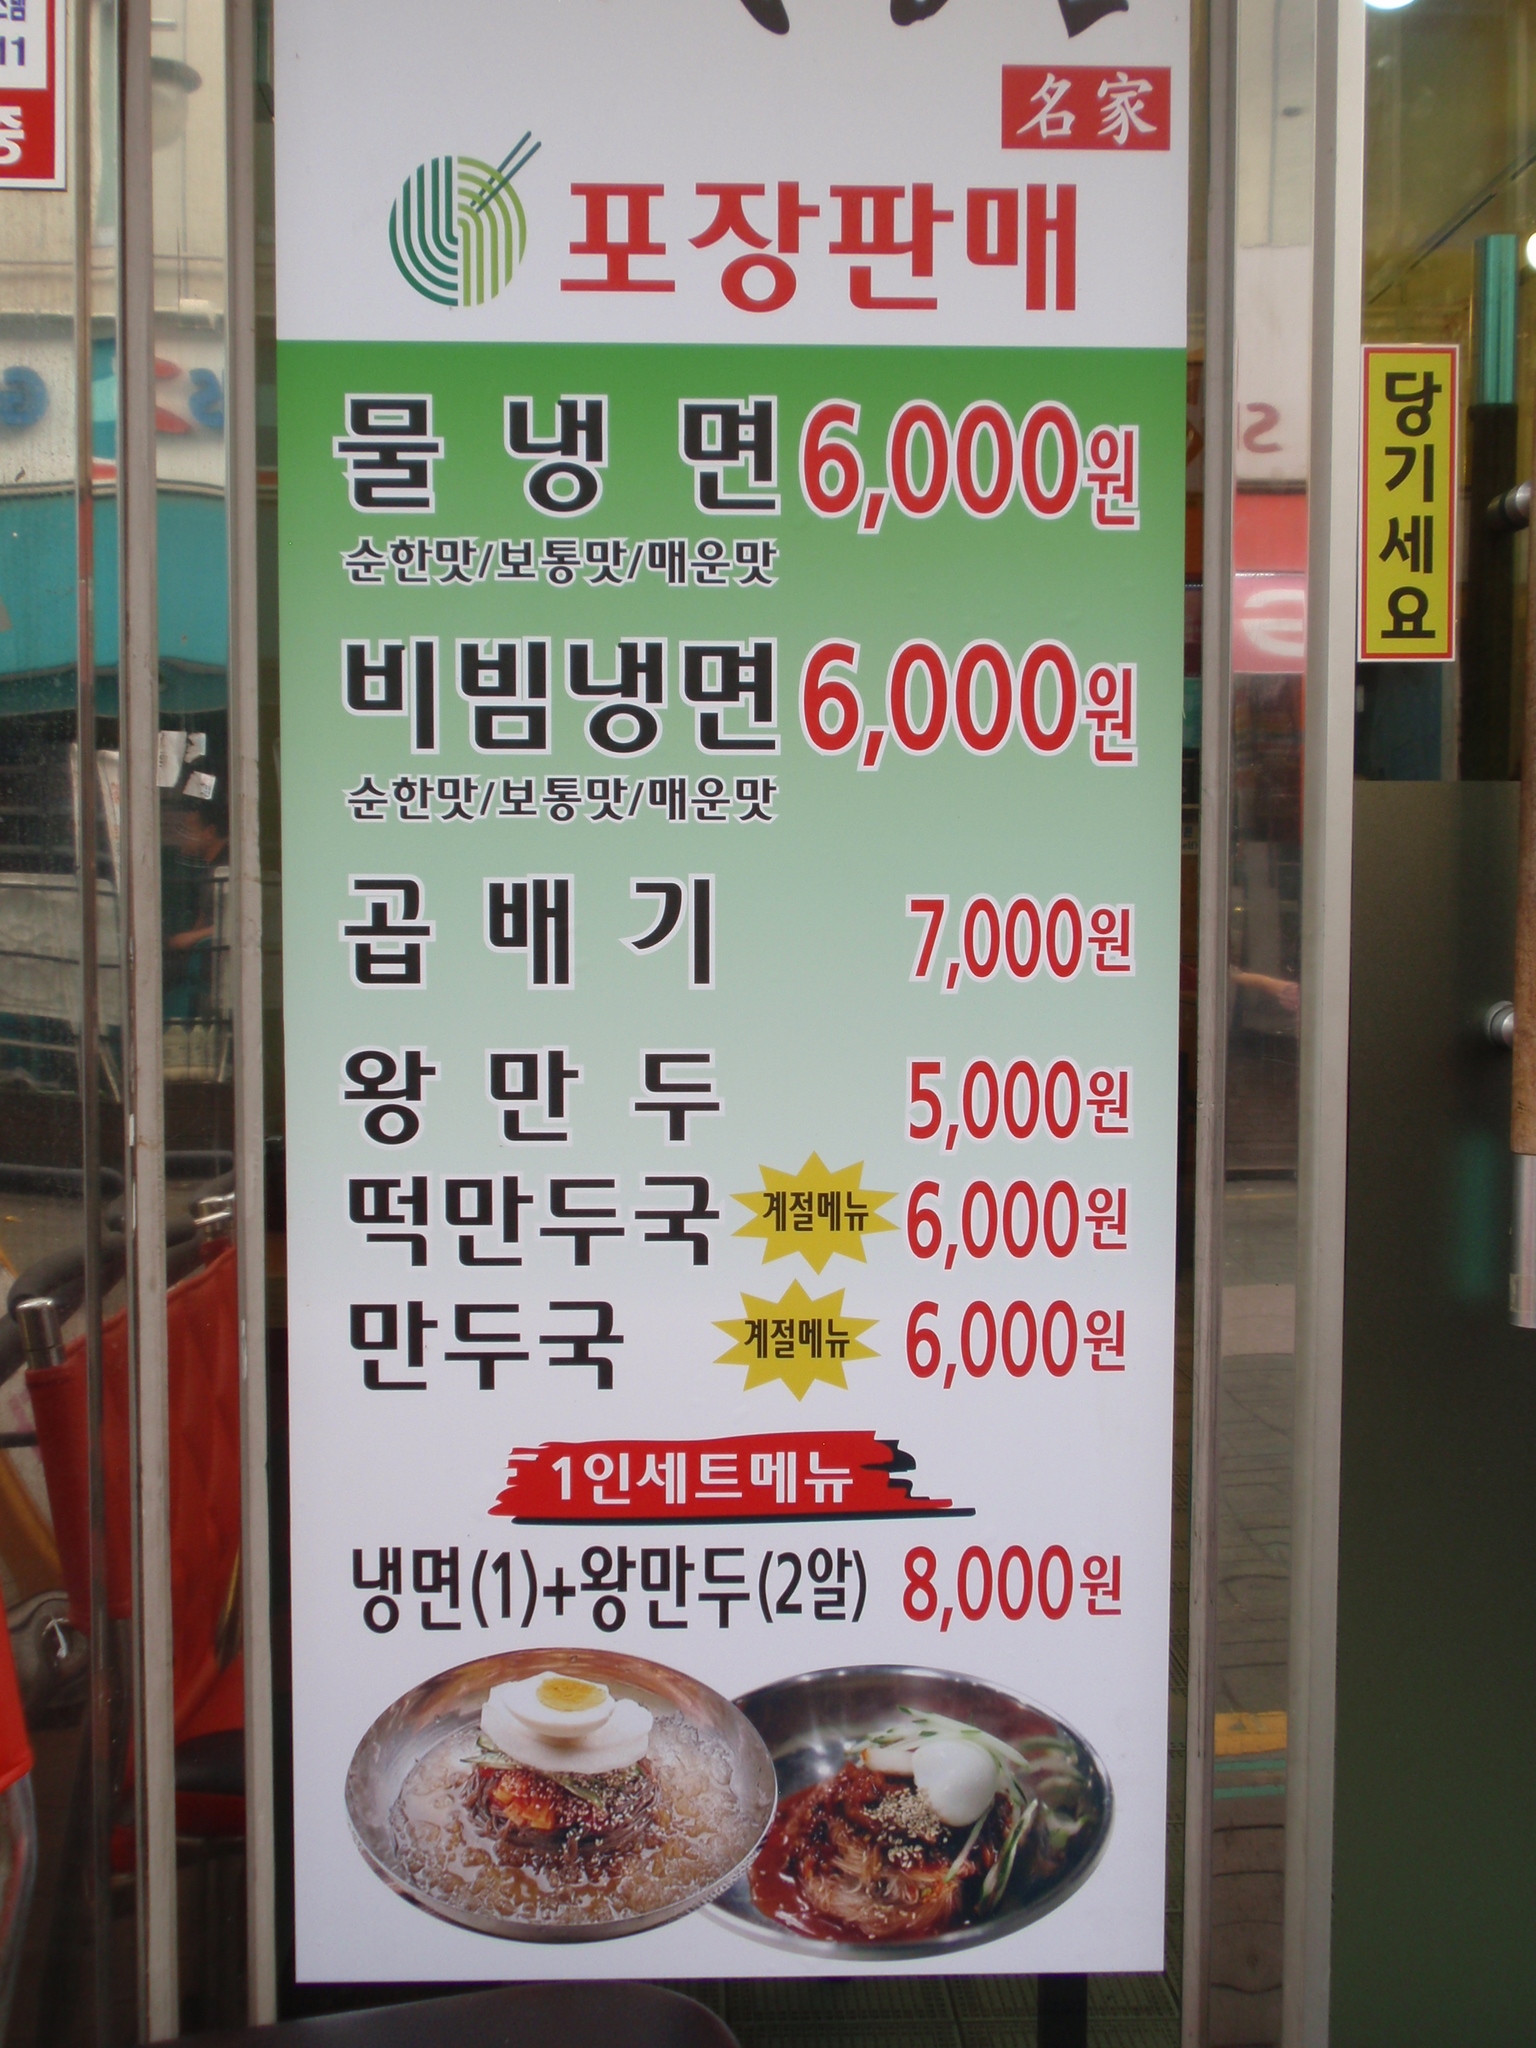 11
중
名家
포장판매
물냉면 6,000원
순한맛/보통맛/매운맛
비빔냉면 6,000원
순한맛/보통맛/매운맛
곱배기 7,000원
왕만두 5,000원
떡만두국 계절메뉴 6,000원
만두국 계절메뉴 6,000원
1인세트메뉴
냉면(1)+왕만두(2알) 8,000원
당기세요